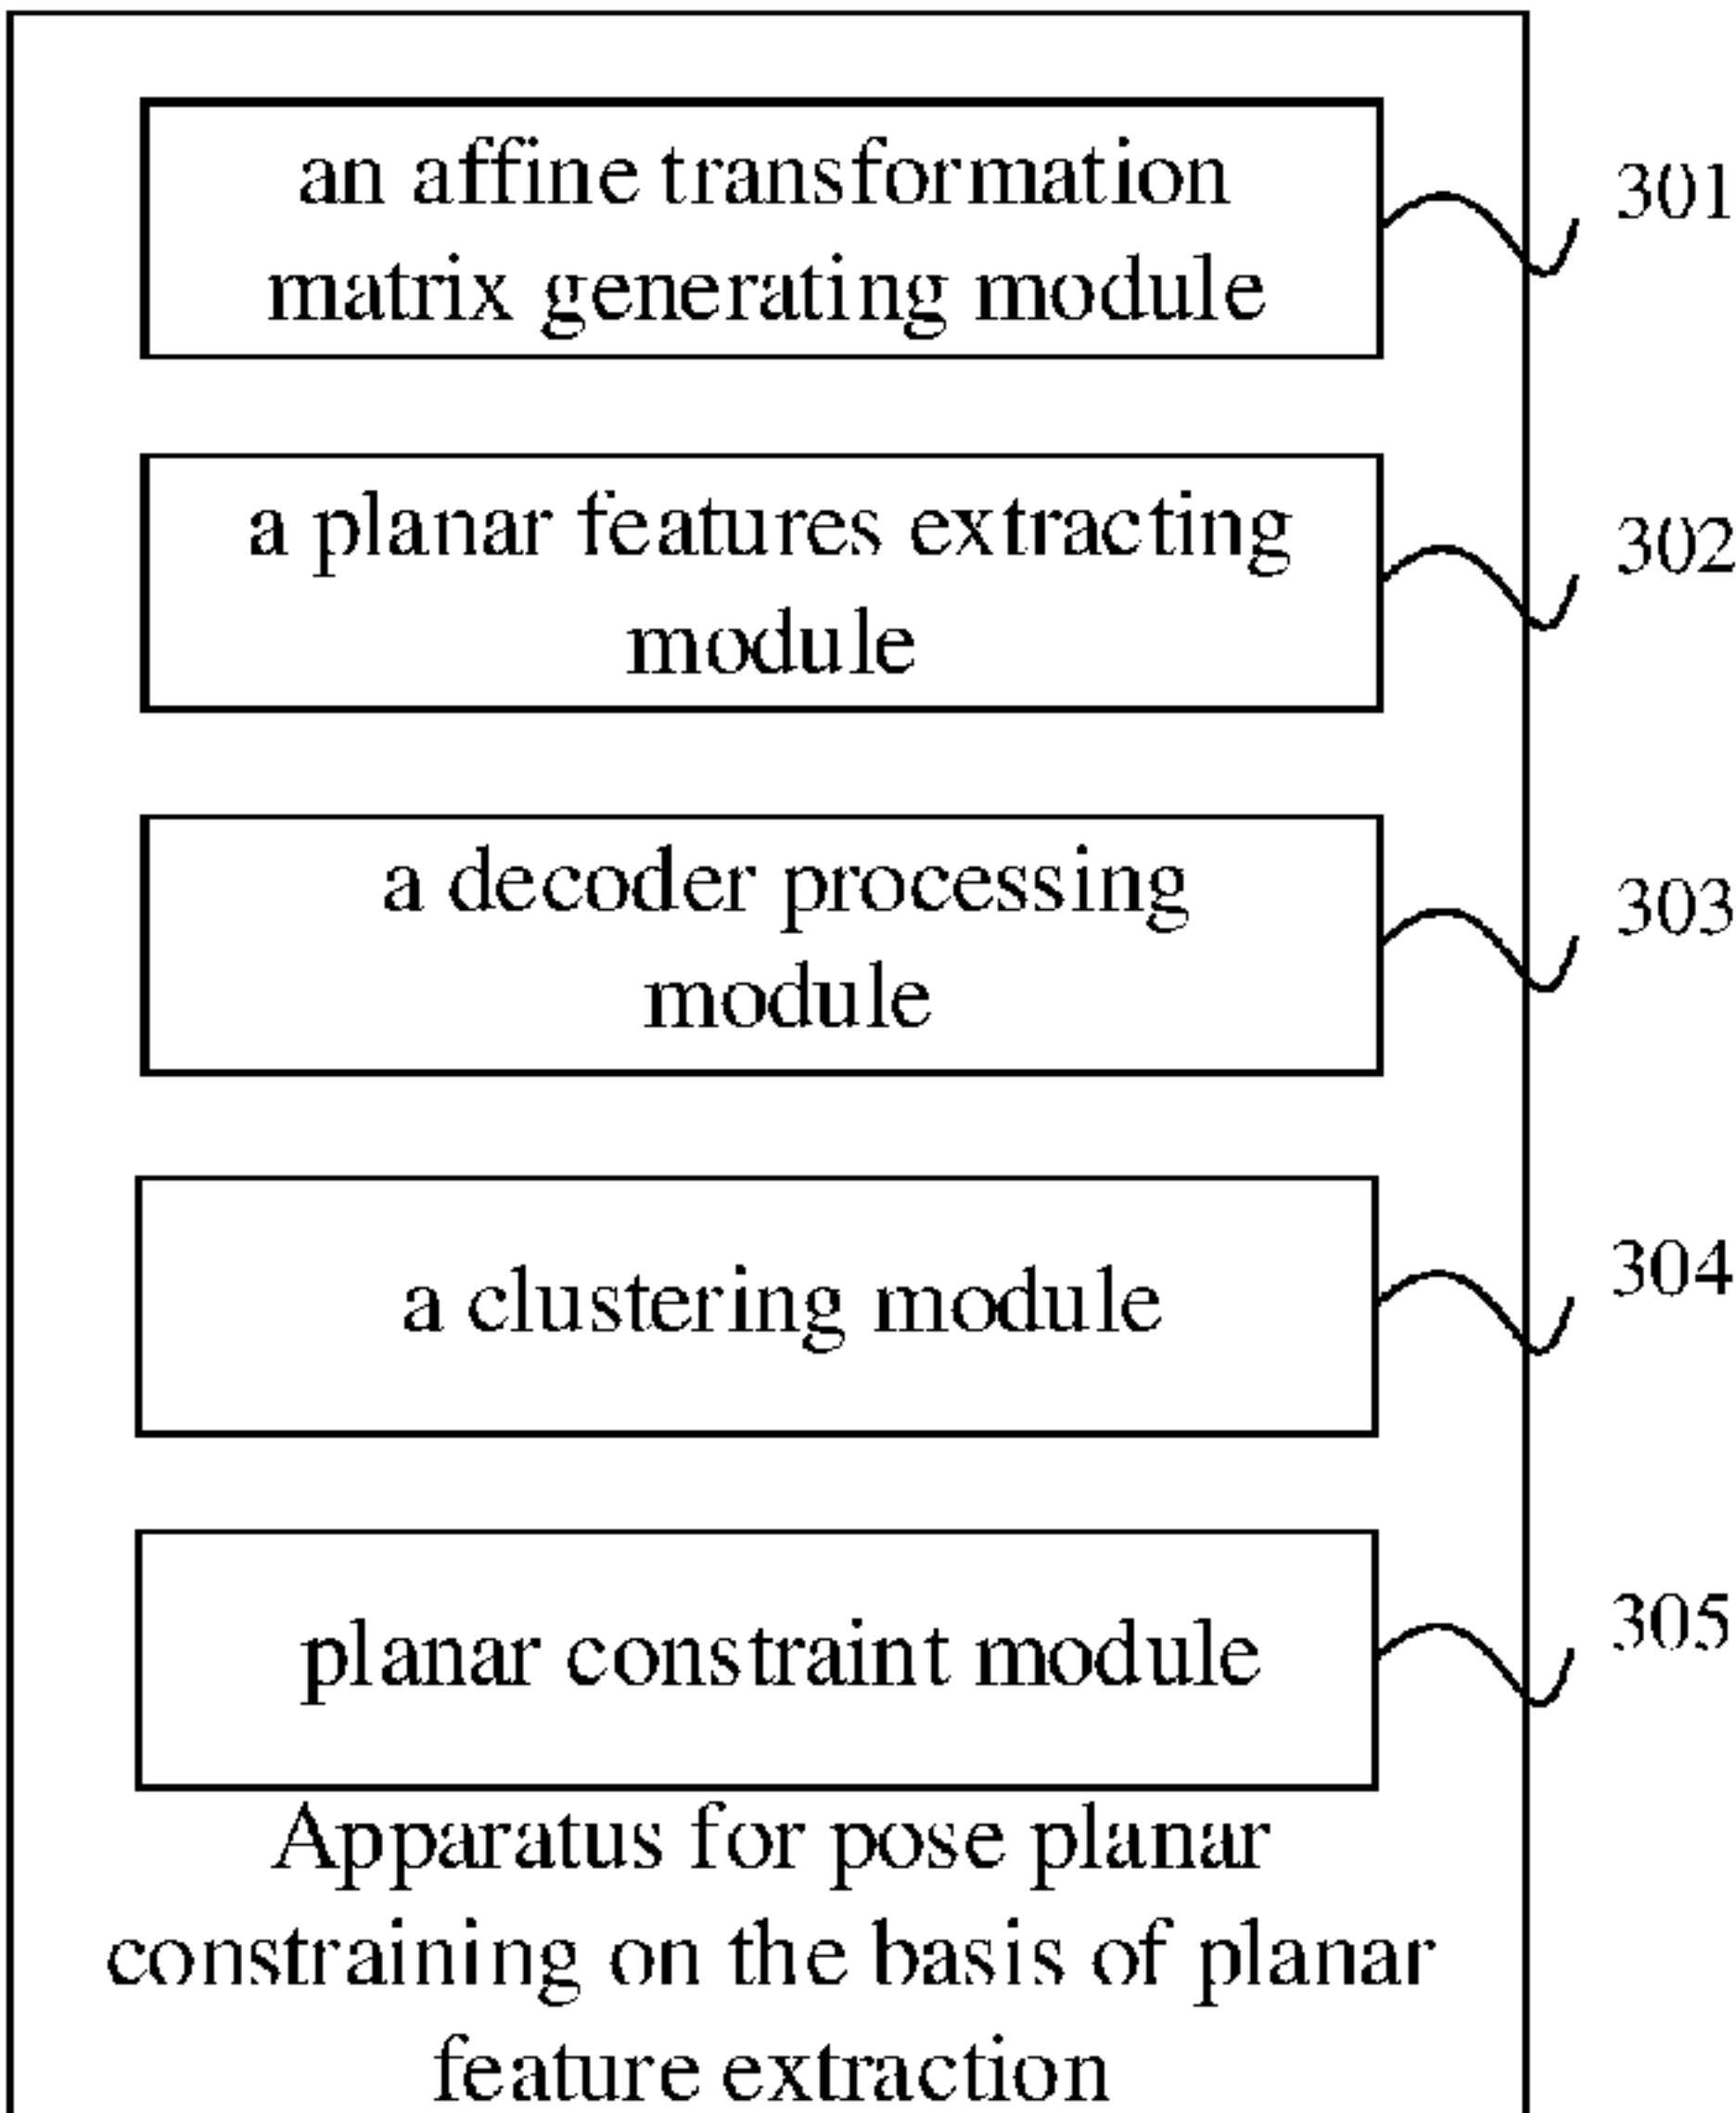 an affine transformation
matrix generating module
301
a planar features extracting
module
302
a decoder processing
module
303
a clustering module
304
planar constraint module
305
Apparatus for pose planar
constraining on the basis of planar
feature extraction